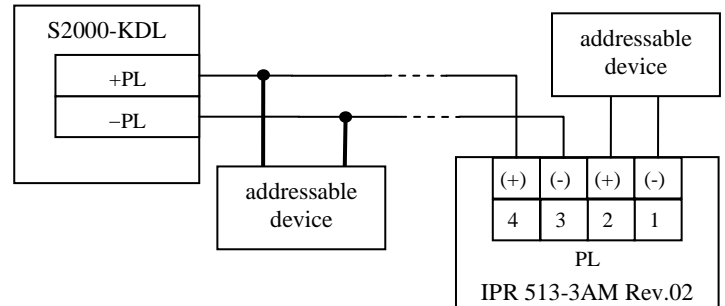 S2000-KDL
+PL
−PL
addressable
device
addressable
device
(+) (-) (+) (-)
4 3 2 1
PL
IPR 513-3AM Rev.02